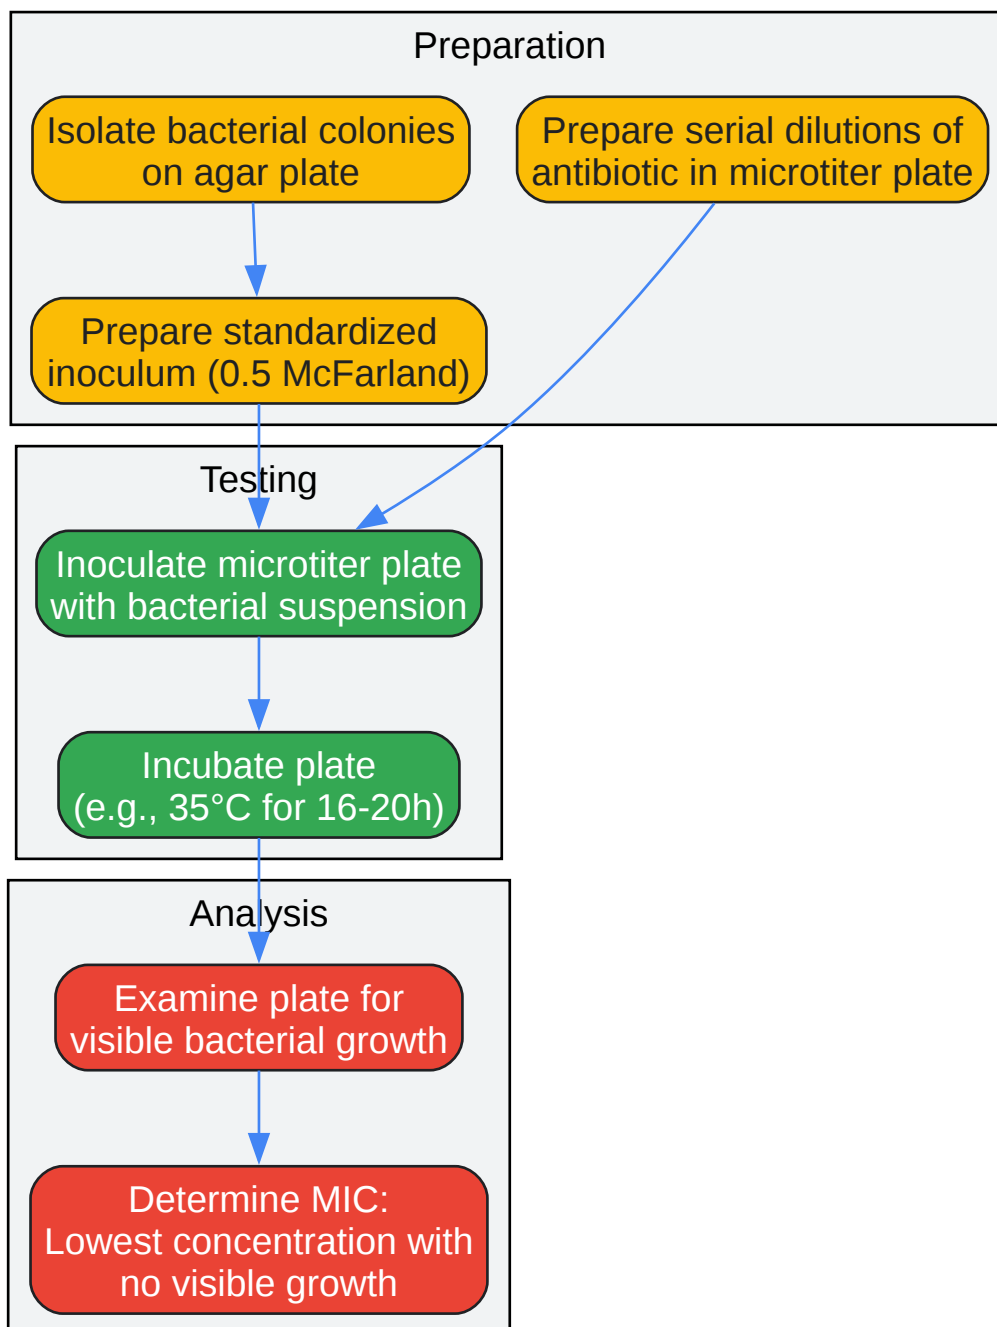 Preparation
Isolate bacterial colonies
on agar plate
Prepare serial dilutions of
antibiotic in microtiter plate
Prepare standardized
inoculum (0.5 McFarland)
Testing
Inoculate microtiter plate
with bacterial suspension
Incubate plate
(e.g., 35°C for 16-20h)
Analysis
Examine plate for
visible bacterial growth
Determine MIC:
Lowest concentration with
no visible growth